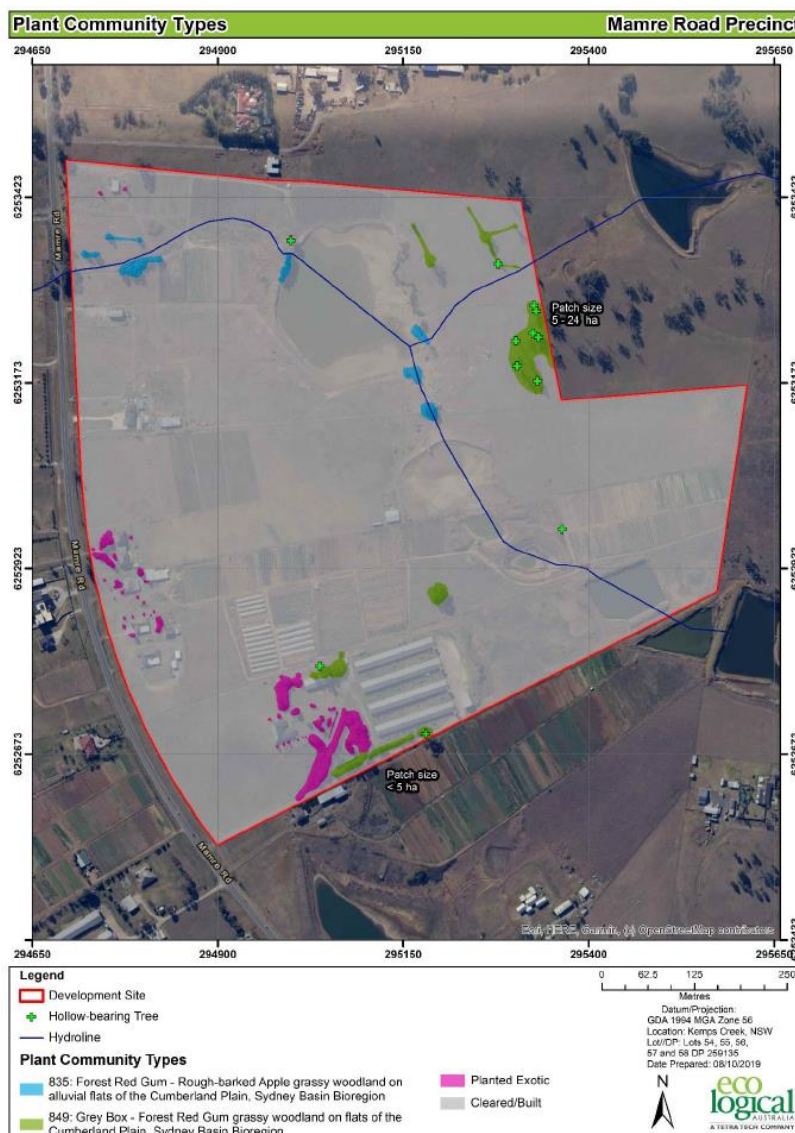 Plant Community Types
Mamre Road Precinct
294650 294900 295150 295400 295650
6253423 6253423
Mamre Rd
Patch size
5 - 24 ha
6253173 6253173
6252923 6252923
Mamre Rd
6252673 6252673
Patch size
< 5 ha
Mamre Rd
Esri, HERE, Garmin, (c) OpenStreetMap contributors
6252423
294650 294900 295150 295400 295650
Legend
Development Site
Hollow-bearing Tree
Hydroline
Plant Community Types
835: Forest Red Gum - Rough-barked Apple grassy woodland on
alluvial flats of the Cumberland Plain, Sydney Basin Bioregion
849: Grey Box - Forest Red Gum grassy woodland on flats of the
Cumberland Plain, Sydney Basin Bioregion
Planted Exotic
Cleared/Built
0 62.5 125 250
Metres
Datum/Projection:
GDA 1994 MGA Zone 56
Location: Kemps Creek, NSW
Lot//DP: Lots 54, 55, 56,
57 and 58 DP 259135
Date Prepared: 08/10/2019
N
eco
logical
AUSTRALIA
A TETRA TECH COMPANY